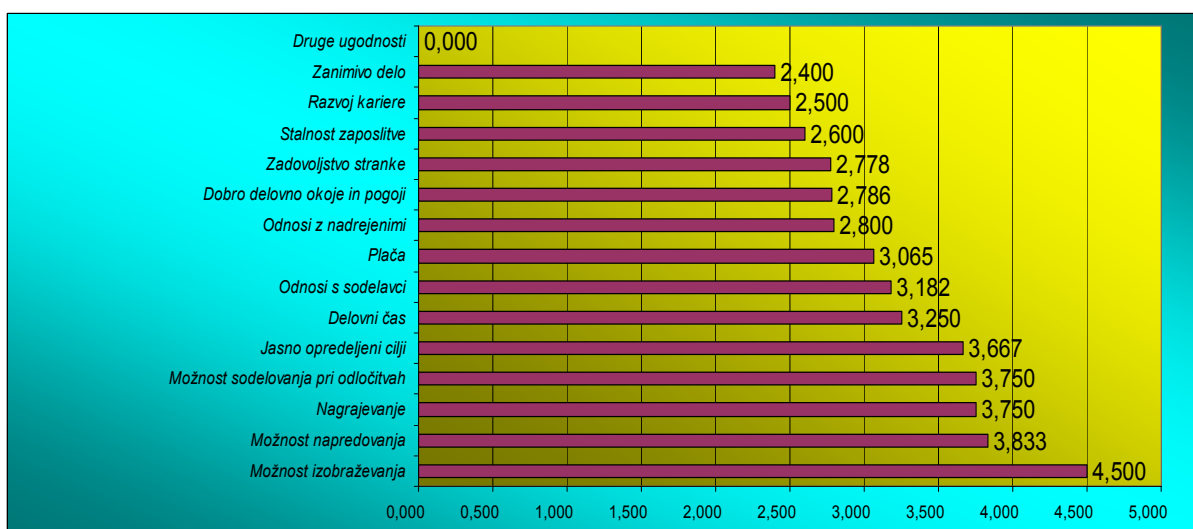 Druge ugodnosti 0,000
Zanimivo delo 2,400
Razvoj kariere 2,500
Stalnost zaposlitve 2,600
Zadovoljstvo stranke 2,778
Dobro delovno okoje in pogoji 2,786
Odnosi z nadrejenimi 2,800
Plača 3,065
Odnosi s sodelavci 3,182
Delovni čas 3,250
Jasno opredeljeni cilji 3,667
Možnost sodelovanja pri odločitvah 3,750
Nagrajevanje 3,750
Možnost napredovanja 3,833
Možnost izobraževanja 4,500
0,000 0,500 1,000 1,500 2,000 2,500 3,000 3,500 4,000 4,500 5,000